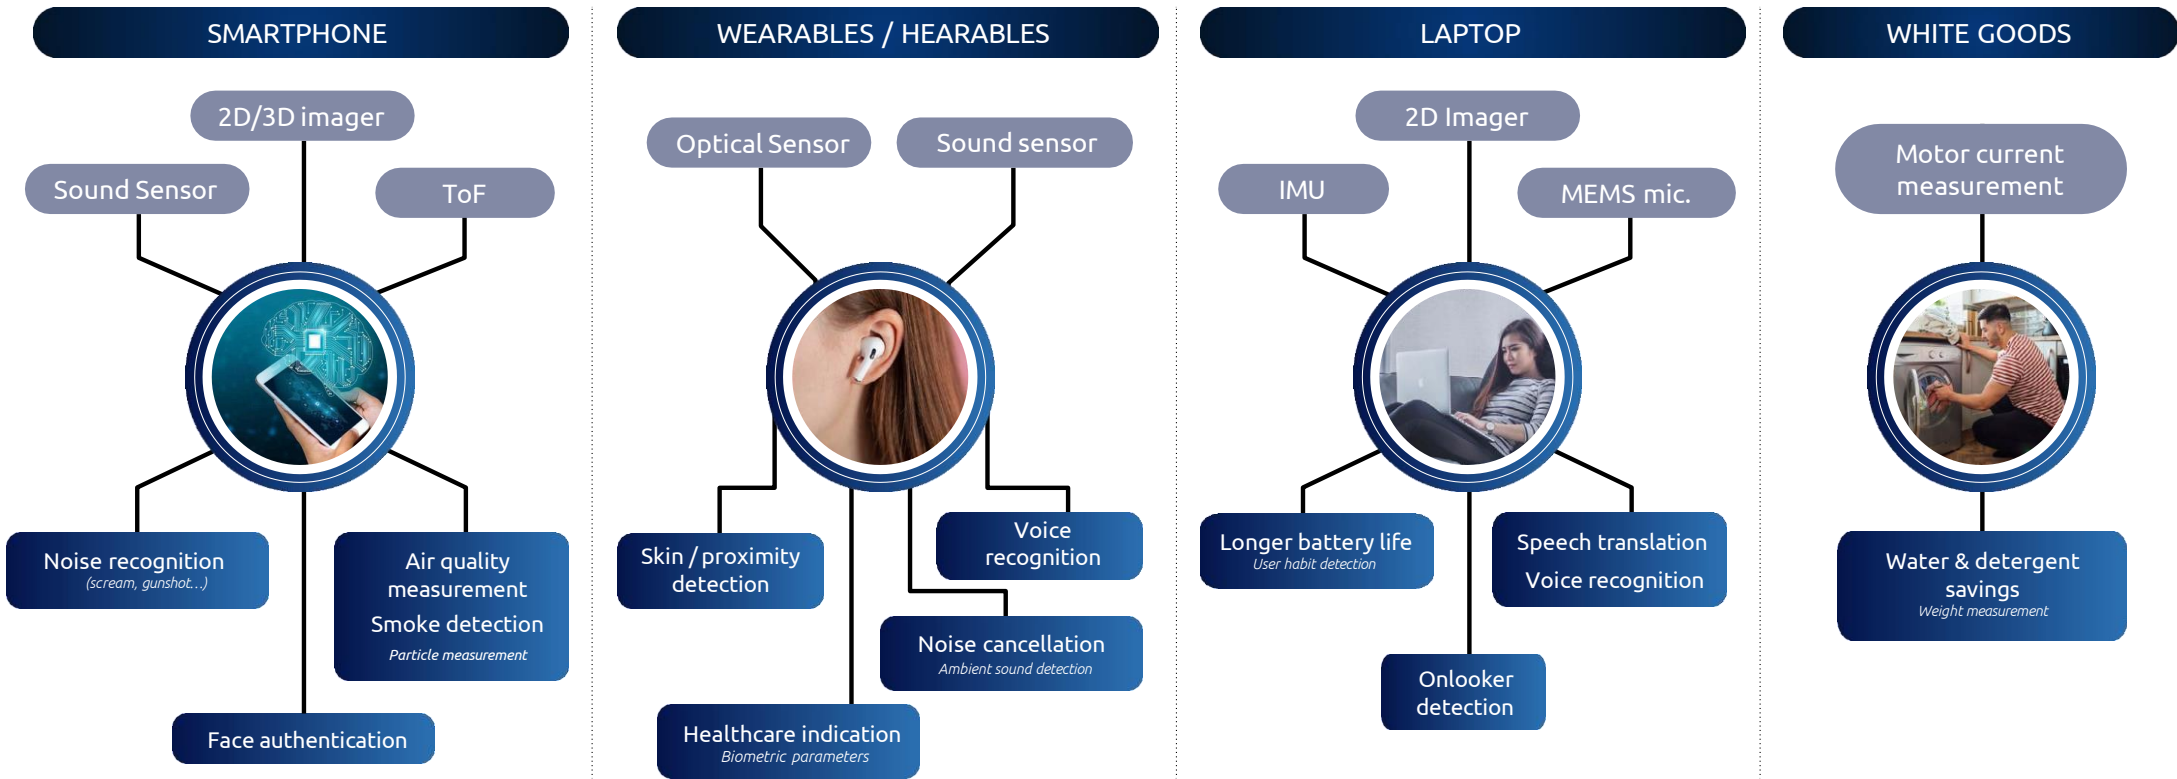 SMARTPHONE
2D/3D imager
Sound Sensor
ToF
Noise recognition
(scream, gunshot...)
Air quality
measurement
Smoke detection
Particle measurement
Face authentication
WEARABLES / HEARABLES
Optical Sensor
Sound sensor
Skin / proximity
detection
Voice
recognition
Noise cancellation
Ambient sound detection
Healthcare indication
Biometric parameters
LAPTOP
2D Imager
IMU
MEMS mic.
Longer battery life
User habit detection
Speech translation
Voice recognition
Onlooker
detection
WHITE GOODS
Motor current
measurement
Water & detergent
savings
Weight measurement